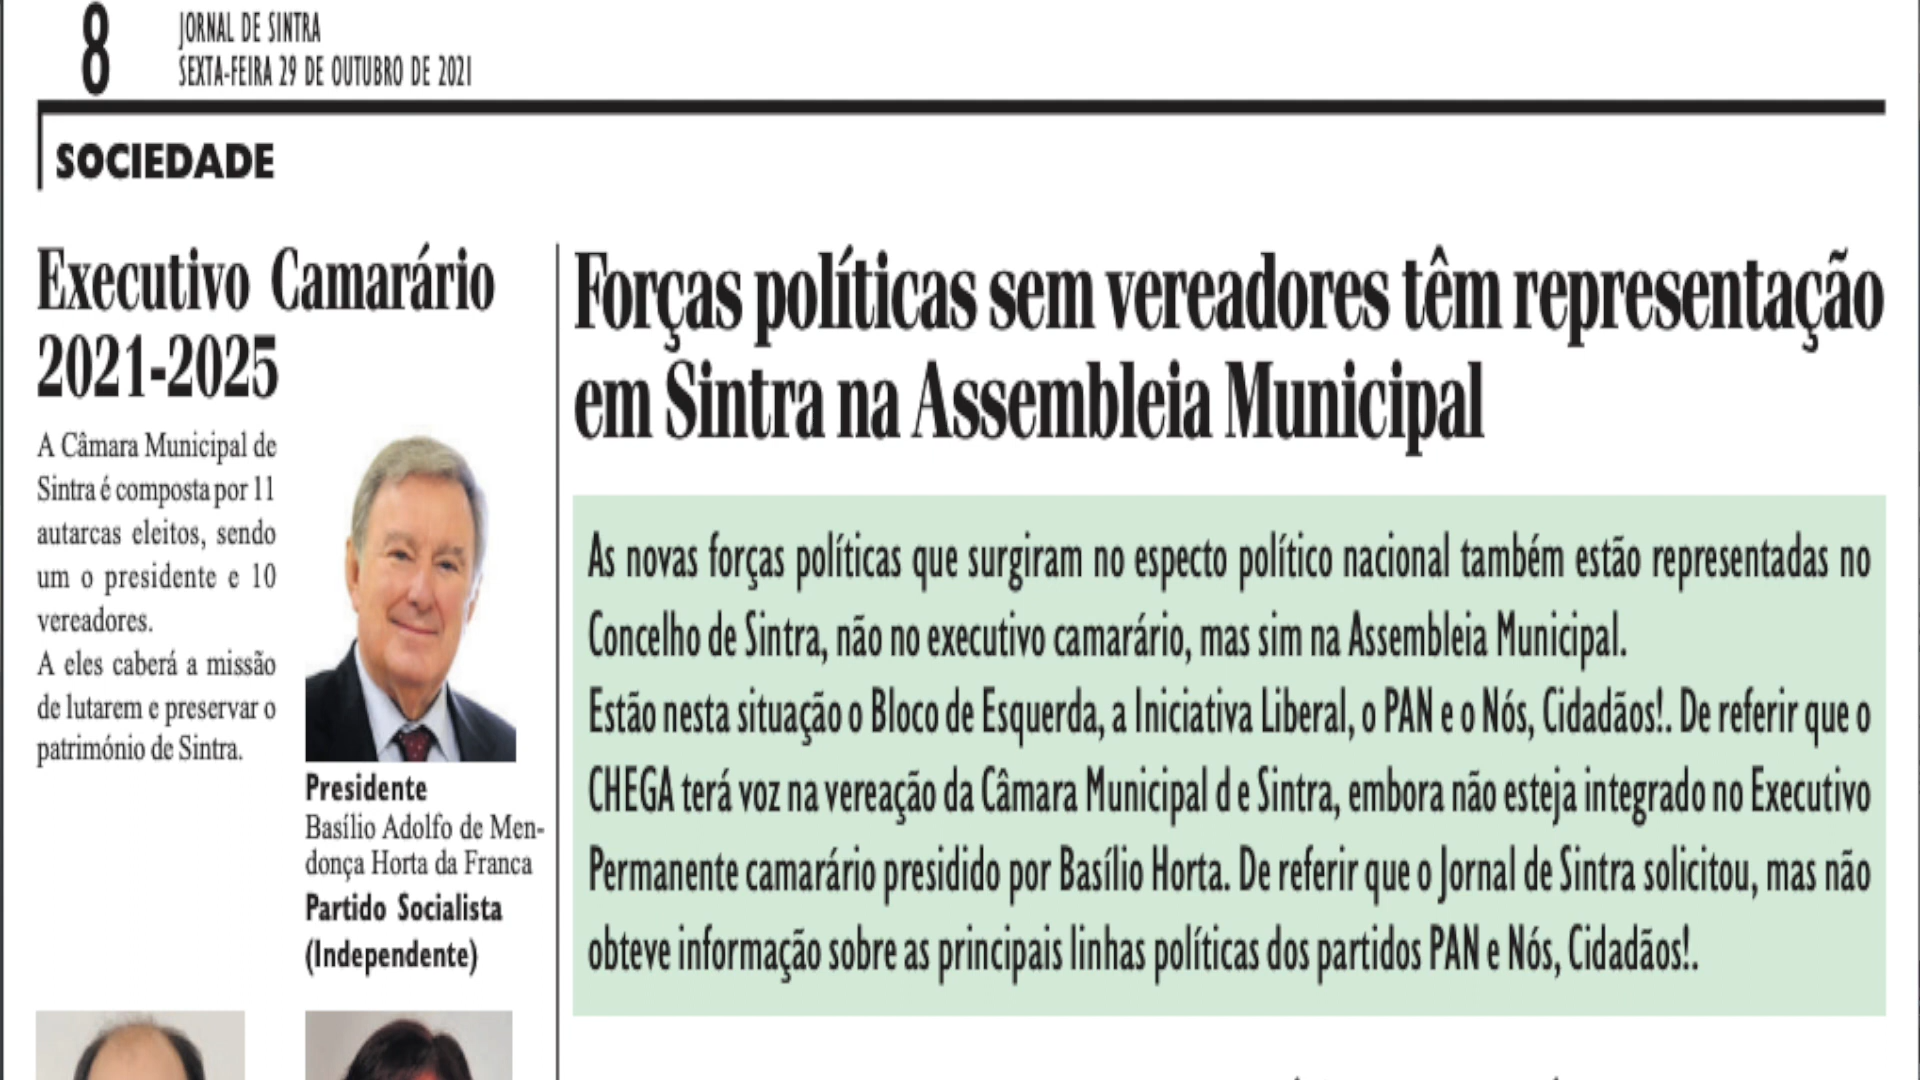 8
JORNAL DE SINTRA
SEXTA-FEIRA 29 DE OUTUBRO DE 2021
SOCIEDADE
Executivo Camarário
2021-2025
A Câmara Municipal de
Sintra é composta por 11
autarcas eleitos, sendo
um o presidente e 10
vereadores.
A eles caberá a missão
de lutarem e preservar o
património de Sintra.
Presidente
Basílio Adolfo de Men-
donça Horta da Franca
Partido Socialista
(Independente)
Forças políticas sem vereadores têm representação
em Sintra na Assembleia Municipal
As novas forças políticas que surgiram no especto político nacional também estão representadas no
Concelho de Sintra, não no executivo camarário, mas sim na Assembleia Municipal.
Estão nesta situação o Bloco de Esquerda, a Iniciativa Liberal, o PAN e o Nós, Cidadãos!. De referir que o
CHEGA terá voz na vereação da Câmara Municipal d e Sintra, embora não esteja integrado no Executivo
Permanente camarário presidido por Basílio Horta. De referir que o Jornal de Sintra solicitou, mas não
obteve informação sobre as principais linhas políticas dos partidos PAN e Nós, Cidadãos!.